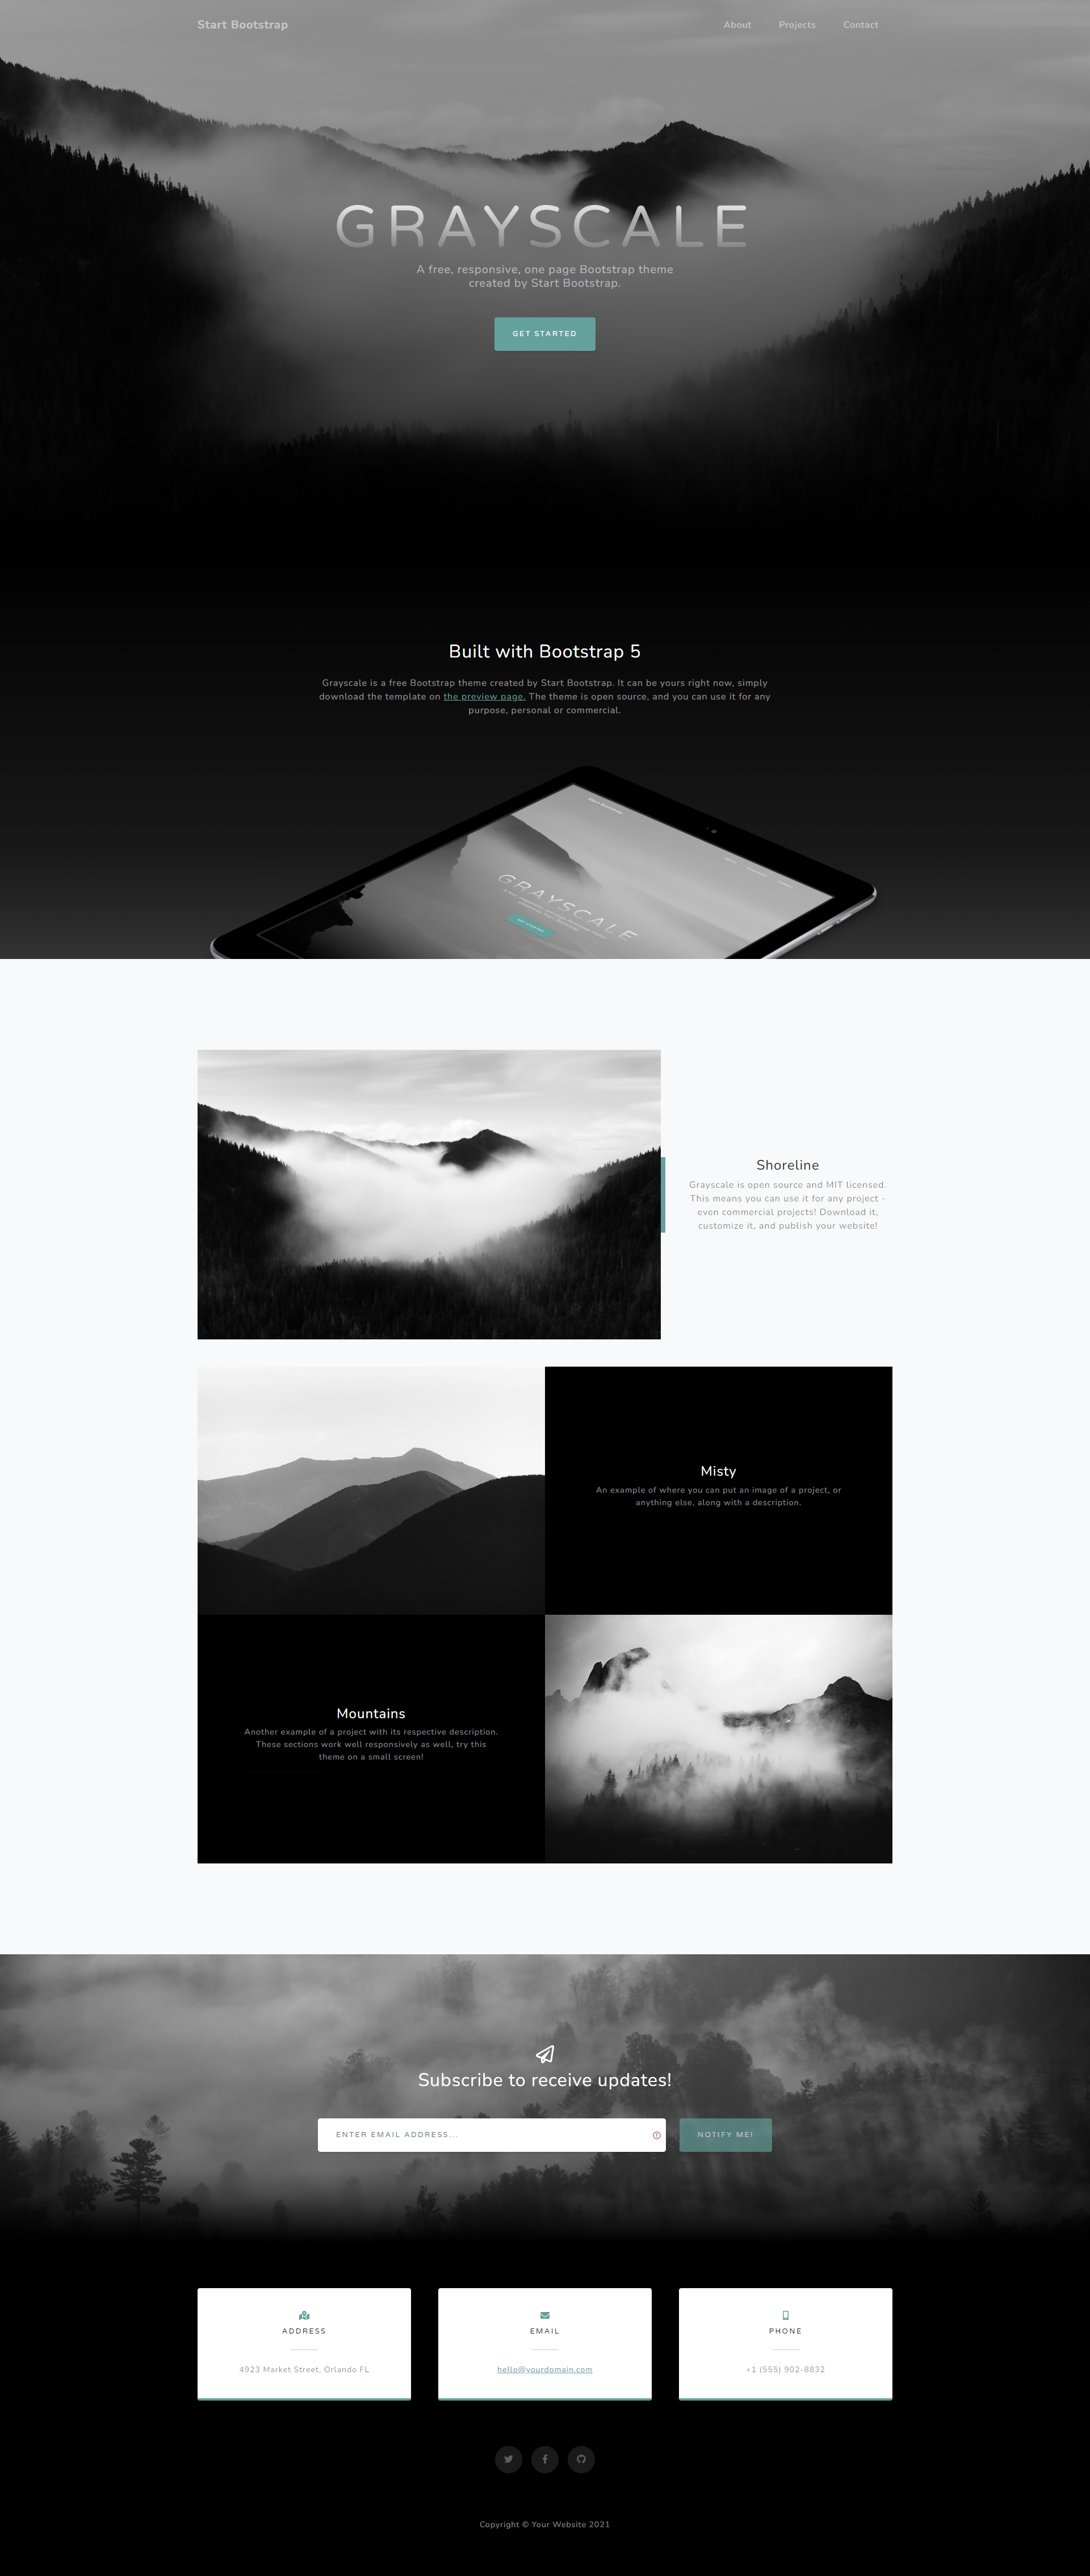 Start Bootstrap
About
Projects
Contact
GRAYSCALE
A free, responsive, one page Bootstrap theme
created by Start Bootstrap.
GET STARTED
Built with Bootstrap 5
Grayscale is a free Bootstrap theme created by Start Bootstrap. It can be yours right now, simply
download the template on the preview page. The theme is open source, and you can use it for any
purpose, personal or commercial.
Start Bootstrap
GRAYSCALE
GET STARTED
Shoreline
Grayscale is open source and MIT licensed.
This means you can use it for any project -
even commercial projects! Download it,
customize it, and publish your website!
Misty
An example of where you can put an image of a project, or
anything else, along with a description.
Mountains
Another example of a project with its respective description.
These sections work well responsively as well, try this
theme on a small screen!
Subscribe to receive updates!
ENTER EMAIL ADDRESS...
NOTIFY ME!
ADDRESS
4923 Market Street, Orlando FL
EMAIL
hello@yourdomain.com
PHONE
+1 (555) 902-8832
Copyright © Your Website 2021